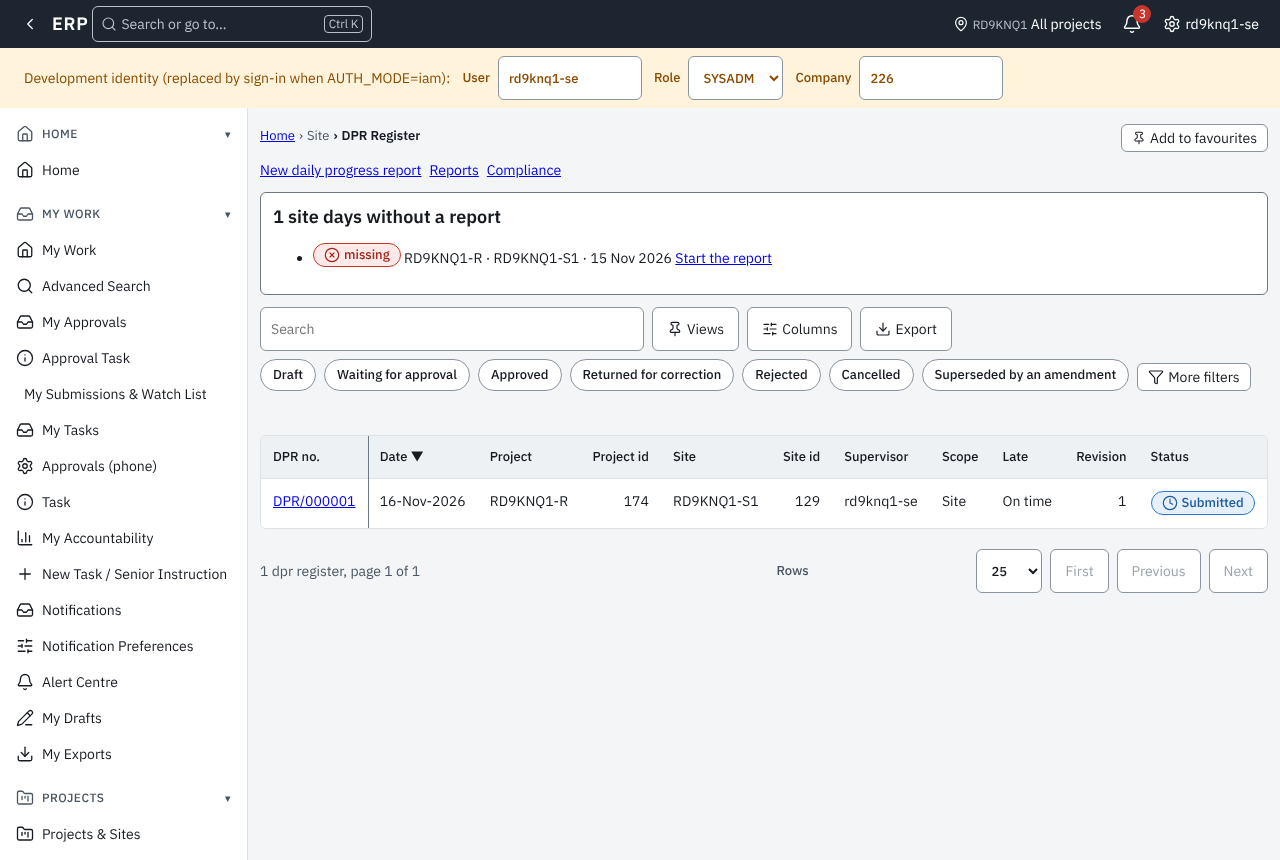 ERP Search or go to... Ctrl K RD9KNQ1 All projects 3 rd9knq1-se
Development identity (replaced by sign-in when AUTH_MODE=iam): User rd9knq1-se Role SYSADM Company 226
HOME
Home
MY WORK
My Work
Advanced Search
My Approvals
Approval Task
My Submissions & Watch List
My Tasks
Approvals (phone)
Task
My Accountability
New Task / Senior Instruction
Notifications
Notification Preferences
Alert Centre
My Drafts
My Exports
PROJECTS
Projects & Sites
Home › Site › DPR Register
Add to favourites
New daily progress report Reports Compliance
1 site days without a report
missing RD9KNQ1-R · RD9KNQ1-S1 · 15 Nov 2026 Start the report
Search Views Columns Export
Draft Waiting for approval Approved Returned for correction Rejected Cancelled Superseded by an amendment More filters
DPR no. Date ▼ Project Project id Site Site id Supervisor Scope Late Revision Status
DPR/000001 16-Nov-2026 RD9KNQ1-R 174 RD9KNQ1-S1 129 rd9knq1-se Site On time 1 Submitted
1 dpr register, page 1 of 1 Rows 25 First Previous Next